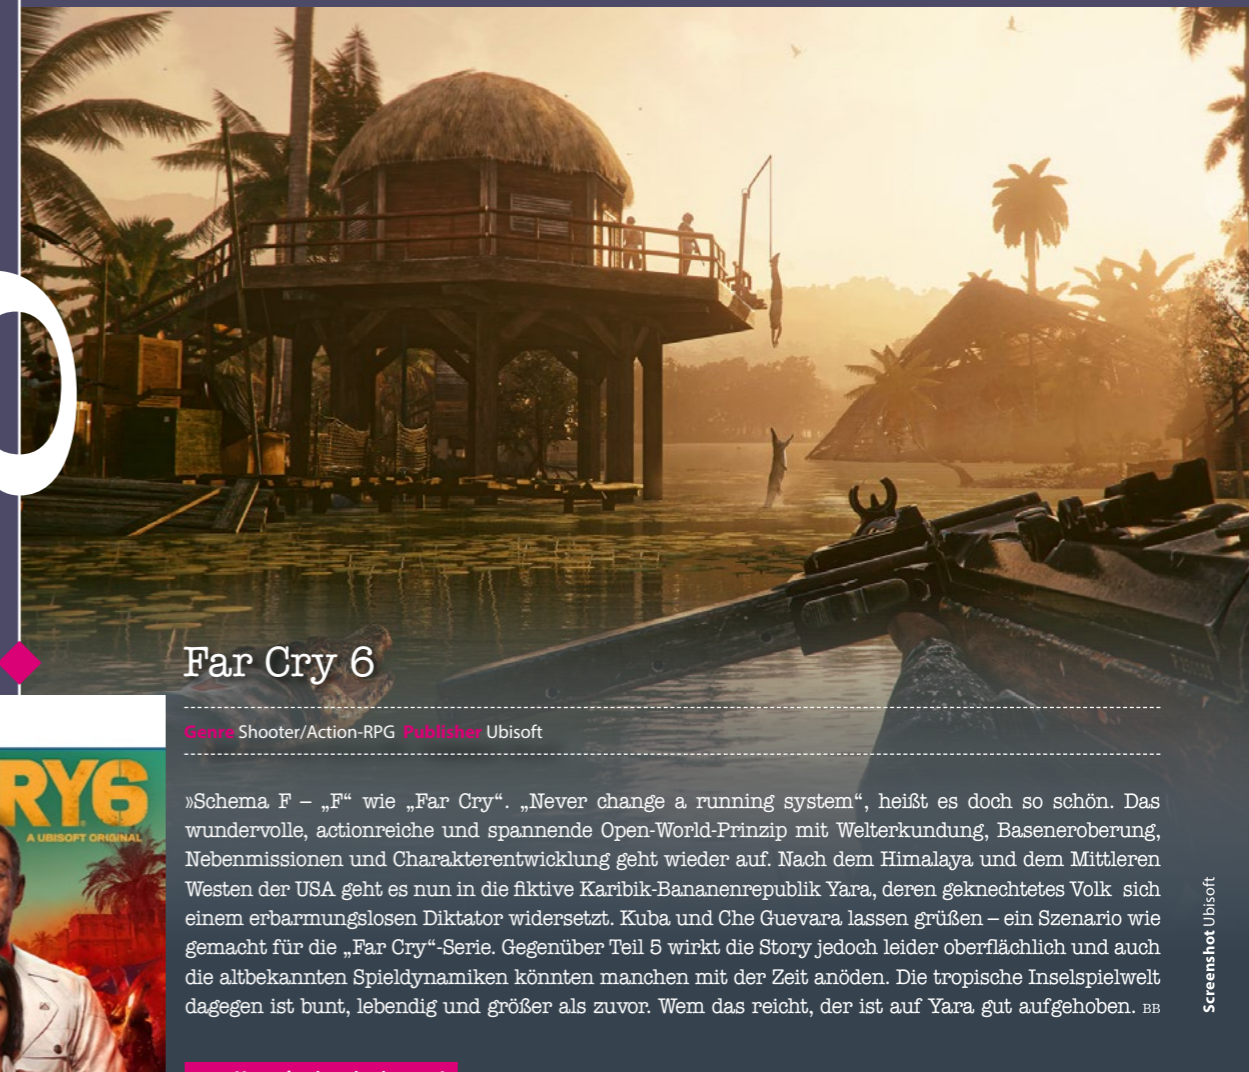 Far Cry 6
Genre Shooter/Action-RPG Publisher Ubisoft
»Schema F – „F“ wie „Far Cry“. „Never change a running system“, heißt es doch so schön. Das
wundervolle, actionreiche und spannende Open-World-Prinzip mit Welterkundung, Baseneroberung,
Nebenmissionen und Charakterentwicklung geht wieder auf. Nach dem Himalaya und dem Mittleren
Westen der USA geht es nun in die fiktive Karibik-Bananenrepublik Yara, deren geknechtetes Volk sich
einem erbarmungslosen Diktator widersetzt. Kuba und Che Guevara lassen grüßen – ein Szenario wie
gemacht für die „Far Cry“-Serie. Gegenüber Teil 5 wirkt die Story jedoch leider oberflächlich und auch
die altbekannten Spieldynamiken könnten manchen mit der Zeit anöden. Die tropische Inselspielwelt
dagegen ist bunt, lebendig und größer als zuvor. Wem das reicht, der ist auf Yara gut aufgehoben. BB
RY6
A UBISOFT ORIGINAL
Screenshot Ubisoft